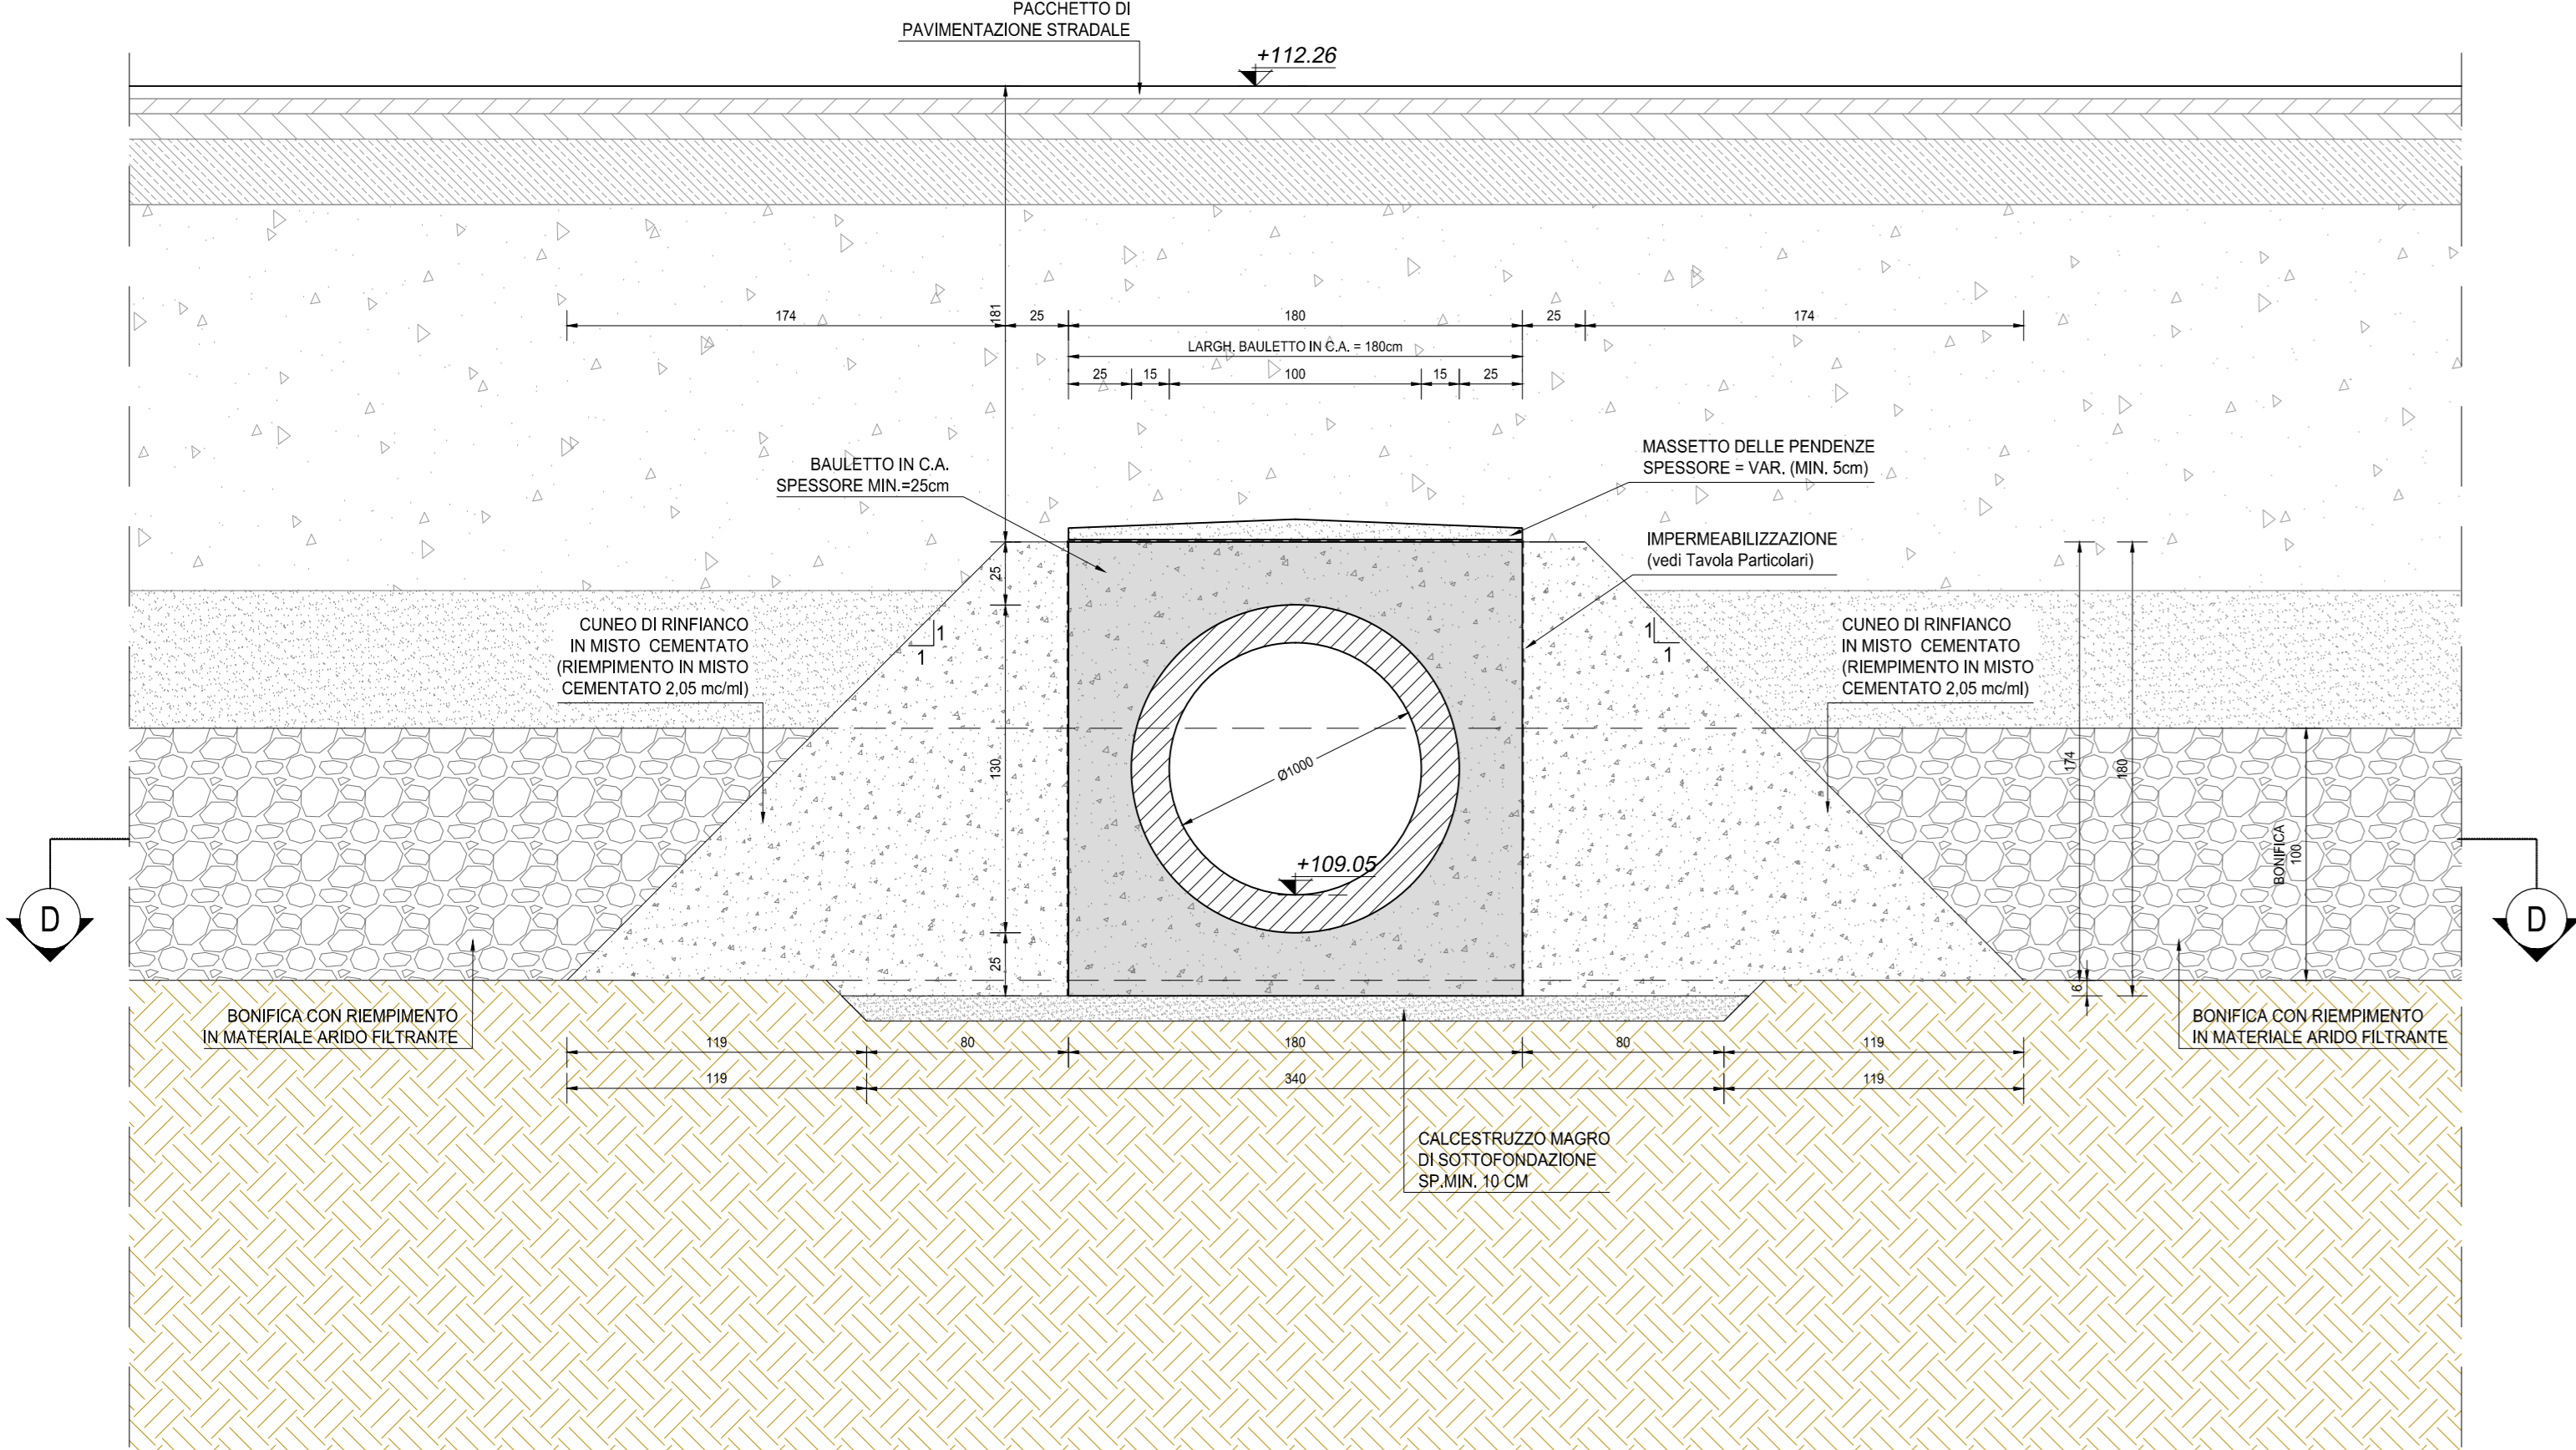 PACCHETTO DI
PAVIMENTAZIONE STRADALE
+112.26
181
174
25
180
25
174
LARGH. BAULETTO IN C.A. = 180cm
25
15
100
15
25
BAULETTO IN C.A.
SPESSORE MIN.=25cm
MASSETTO DELLE PENDENZE
SPESSORE = VAR. (MIN. 5cm)
IMPERMEABILIZZAZIONE
(vedi Tavola Particolari)
25
CUNEO DI RINFIANCO
IN MISTO CEMENTATO
(RIEMPIMENTO IN MISTO
CEMENTATO 2,05 mc/ml)
1
1
1
1
CUNEO DI RINFIANCO
IN MISTO CEMENTATO
(RIEMPIMENTO IN MISTO
CEMENTATO 2,05 mc/ml)
130
Ø1000
174
180
+109.05
BONIFICA
100
D
D
25
6
BONIFICA CON RIEMPIMENTO
IN MATERIALE ARIDO FILTRANTE
BONIFICA CON RIEMPIMENTO
IN MATERIALE ARIDO FILTRANTE
119
80
180
80
119
119
340
119
CALCESTRUZZO MAGRO
DI SOTTOFONDAZIONE
SP.MIN. 10 CM